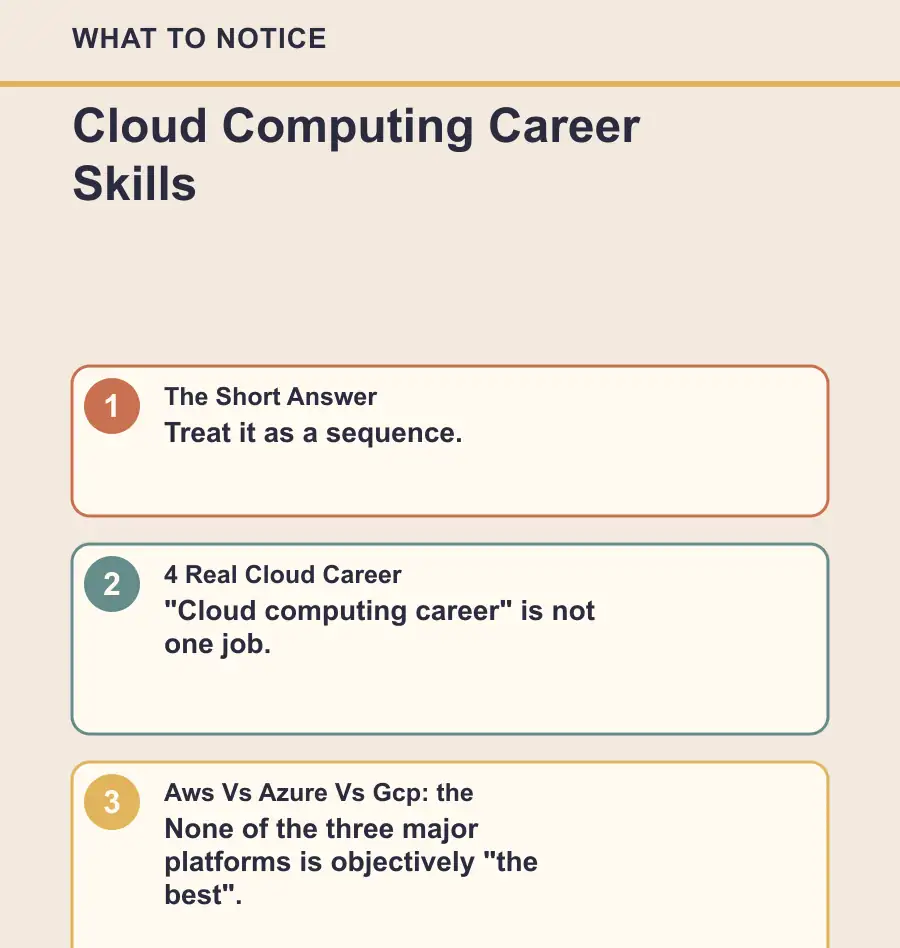 WHAT TO NOTICE
Cloud Computing Career
Skills
1
The Short Answer
Treat it as a sequence.
2
4 Real Cloud Career
"Cloud computing career" is not
one job.
3
Aws Vs Azure Vs Gcp: the
None of the three major
platforms is objectively "the
best".